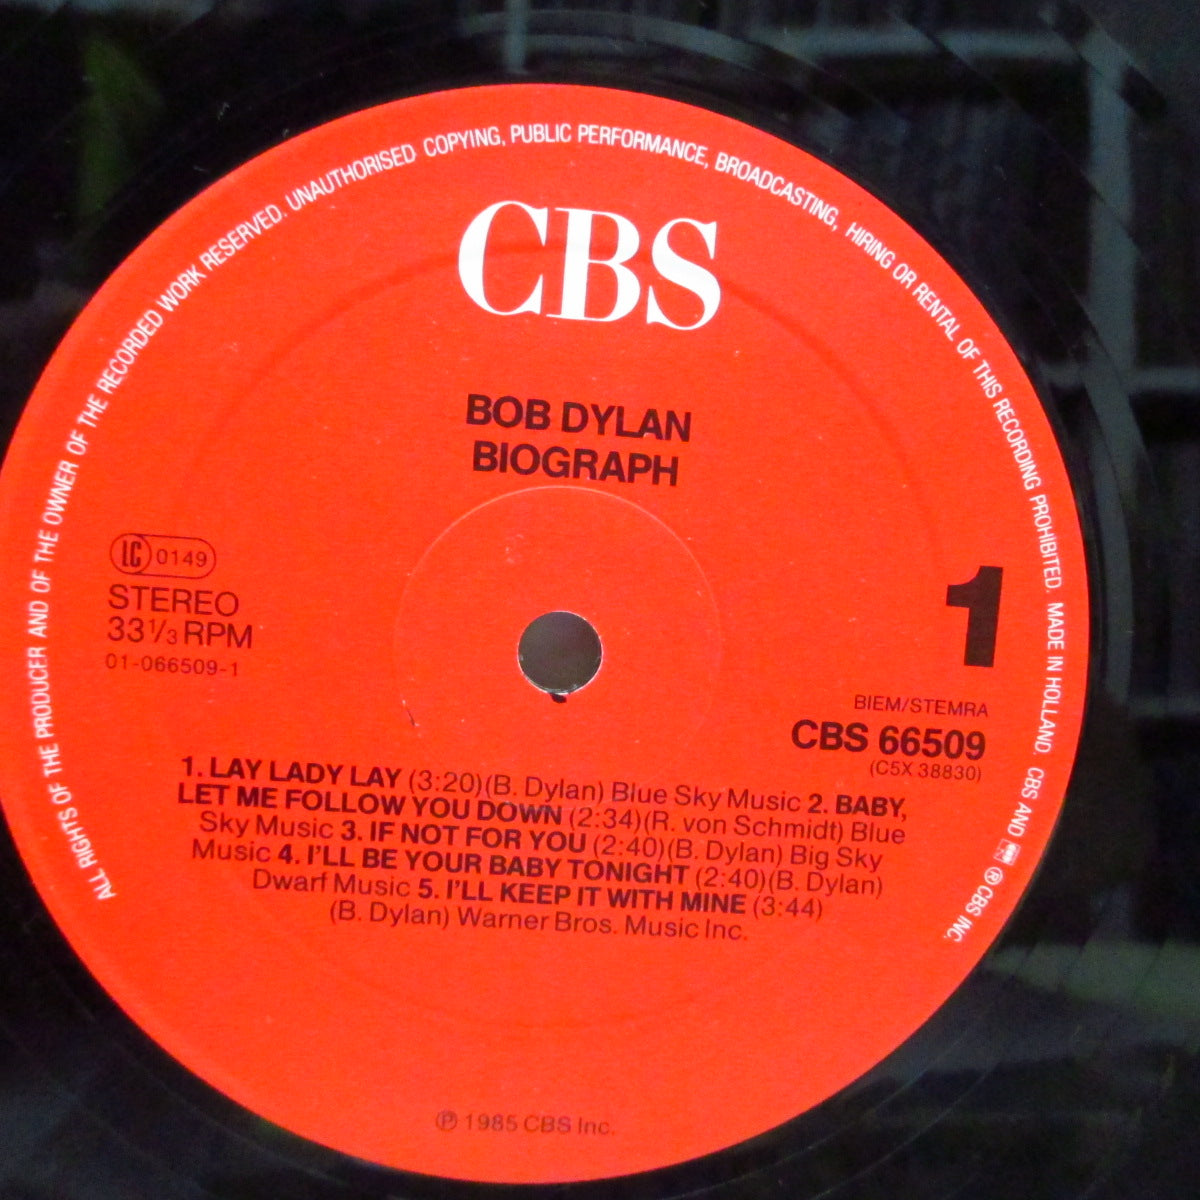 ALL RIGHTS OF THE PRODUCER AND OF THE OWNER OF THE RECORDED WORK RESERVED. UNAUTHORISED COPYING, PUBLIC PERFORMANCE, BROADCASTING, HIRING OR RENTAL OF THIS RECORDING PROHIBITED. MADE IN HOLLAND. CBS AND ℗ CBS INC.
CBS
BOB DYLAN
BIOGRAPH
LC 0149
STEREO
33 1/3 RPM
01-066509-1
1
BIEM/STEMRA
CBS 66509
(C5X 38830)
1. LAY LADY LAY (3:20)(B. Dylan) Blue Sky Music 2. BABY,
LET ME FOLLOW YOU DOWN (2:34)(R. von Schmidt) Blue
Sky Music 3. IF NOT FOR YOU (2:40)(B. Dylan) Big Sky
Music 4. I'LL BE YOUR BABY TONIGHT (2:40)(B. Dylan)
Dwarf Music 5. I'LL KEEP IT WITH MINE (3:44)
(B. Dylan) Warner Bros. Music Inc.
℗ 1985 CBS Inc.